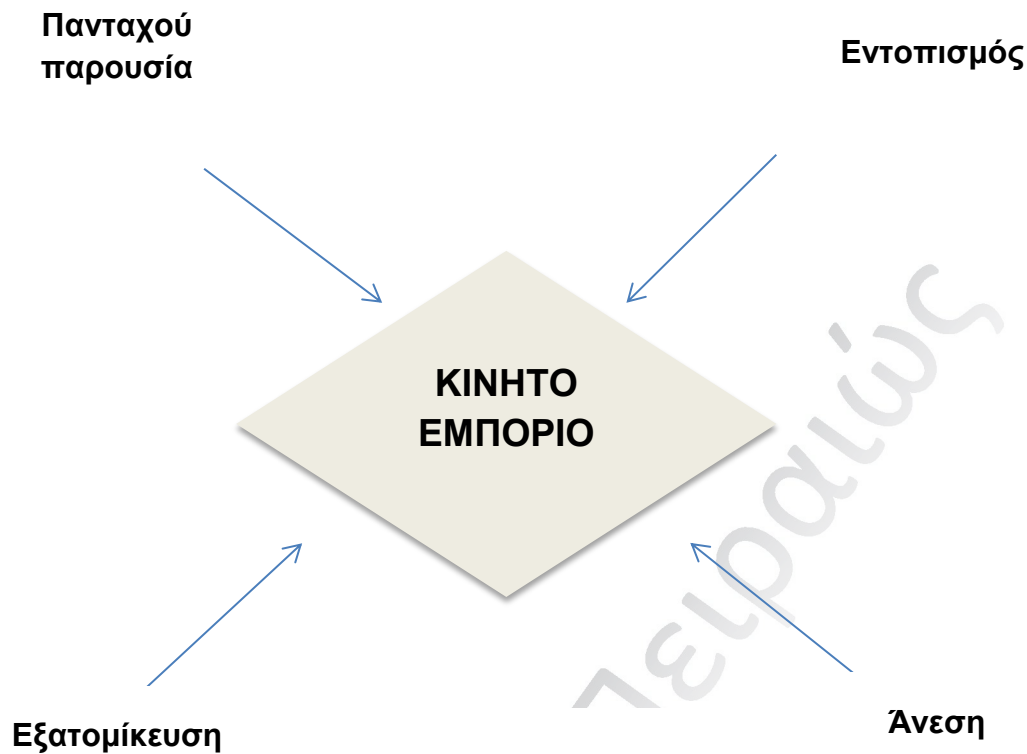 Πανταχού
παρουσία
Εντοπισμός
ΚΙΝΗΤΟ
ΕΜΠΟΡΙΟ
Εξατομίκευση
Άνεση